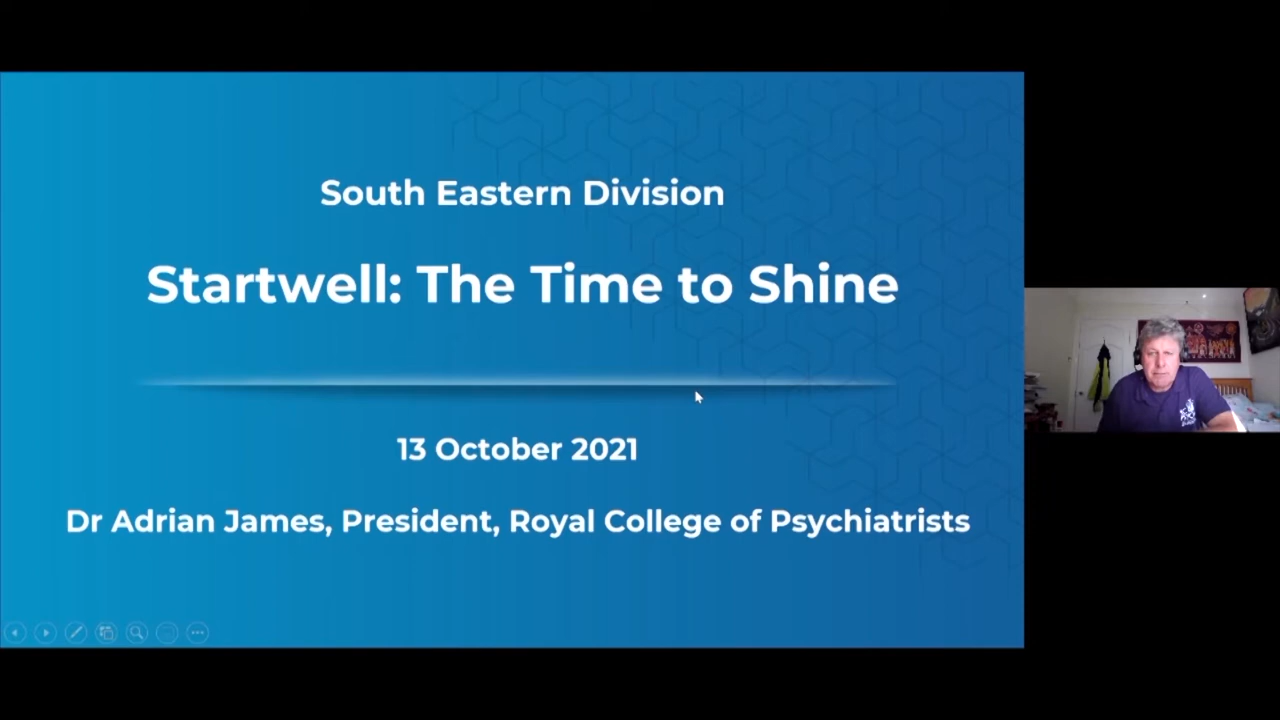 South Eastern Division
Startwell: The Time to Shine
13 October 2021
Dr Adrian James, President, Royal College of Psychiatrists